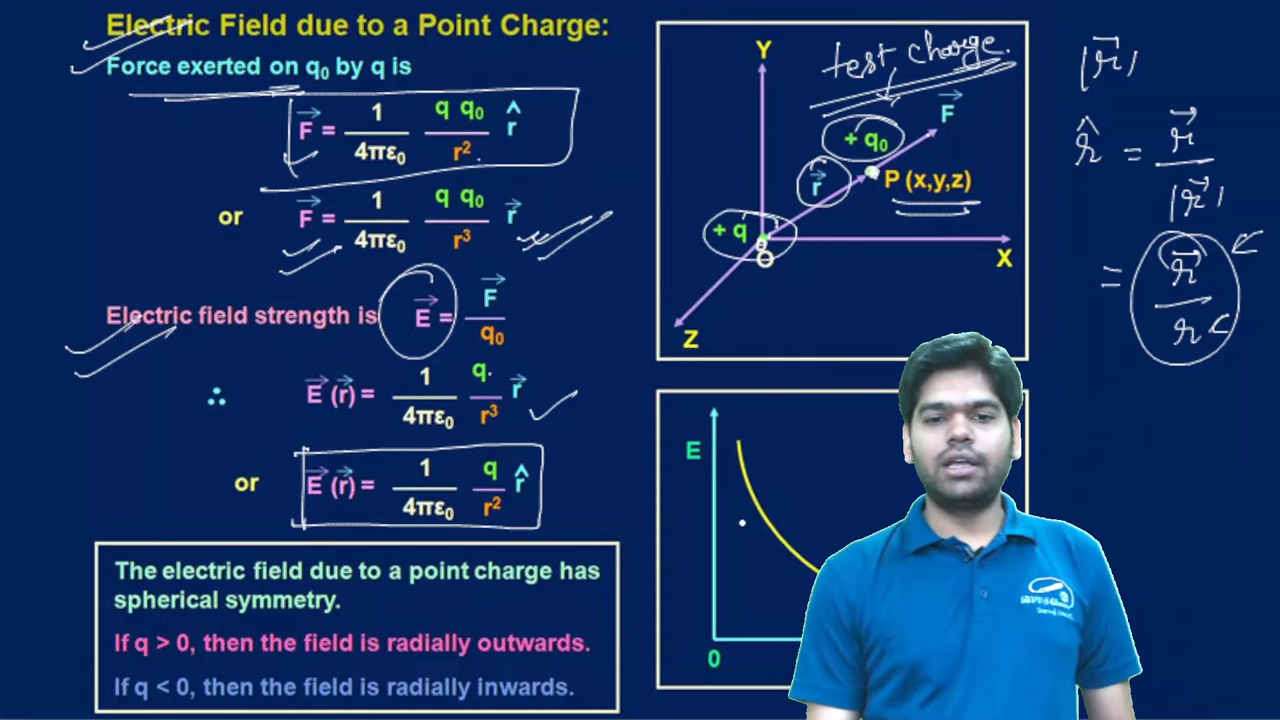 Electric Field due to a Point Charge:
Force exerted on q₀ by q is
F⃗ = 1/4πε₀ q q₀/r² r̂
or F⃗ = 1/4πε₀ q q₀/r³ r⃗
Electric field strength is E⃗ = F⃗/q₀
∴ E⃗ (r⃗) = 1/4πε₀ q/r³ r⃗
or E⃗ (r⃗) = 1/4πε₀ q/r² r̂
The electric field due to a point charge has
spherical symmetry.
If q > 0, then the field is radially outwards.
If q < 0, then the field is radially inwards.
Y
test charge.
F⃗
+ q₀
r⃗
P (x,y,z)
+ q
O
X
Z
|r⃗|
r̂ = r⃗/|r⃗|
= r⃗/r
E
0